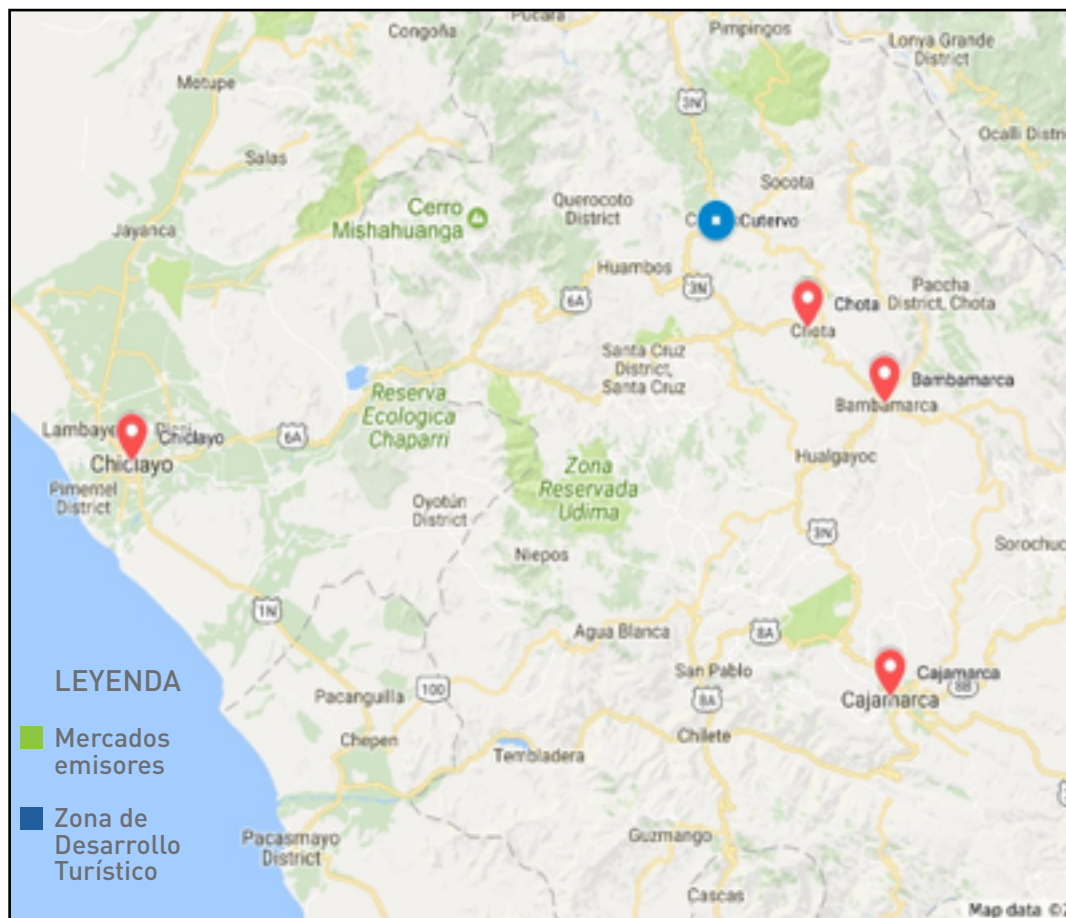 Pucara
Congoña
Pimpingos
Lonya Grande
District
Motupe
3N
Ocalli
Salas
Socota
Querocoto
District
Cerro
Mishahuanga
Cutervo
Jayanca
Huambos
3N
Paccha
District, Chota
6A
Chota
Chota
Santa Cruz
District,
Santa Cruz
Bambamarca
Bambamarca
Reserva
Ecologica
Chaparri
Chiclayo
6A
Chiclayo
Hualgayoc
Pimentel
District
Zona
Reservada
Udima
Oyotún
District
3N
Sorochuc
Niepos
1N
Agua Blanca
8A
LEYENDA
San Pablo
Cajamarca
100
8B
Pacanguilla
8A
Cajamarca
Mercados
emisores
Chepen
Chilete
Tembladera
Zona de
Desarrollo
Turístico
Pacasmayo
District
Guzmango
Cascas
Map data ©2